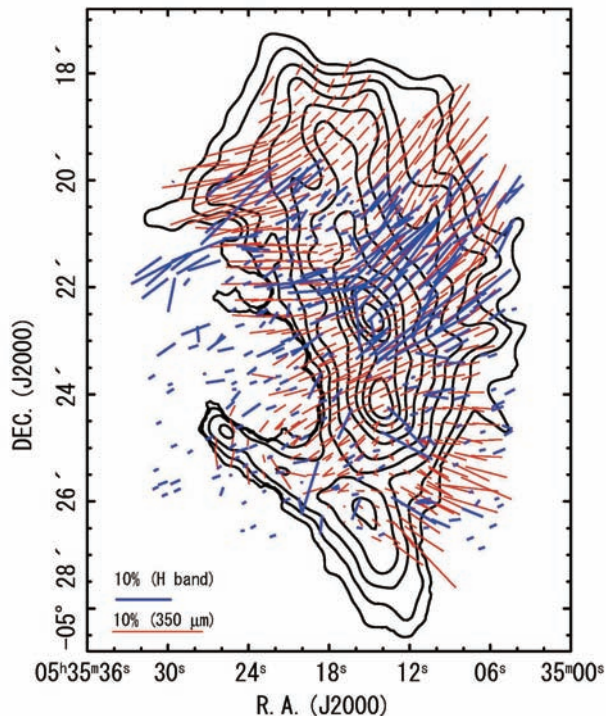 18´
20´
22´
24´
26´
28´
-05°
DEC. (J2000)
10% (H band)
10% (350 μm)
05ʰ35ᵐ36ˢ 30ˢ 24ˢ 18ˢ 12ˢ 06ˢ 35ᵐ00ˢ
R.A. (J2000)